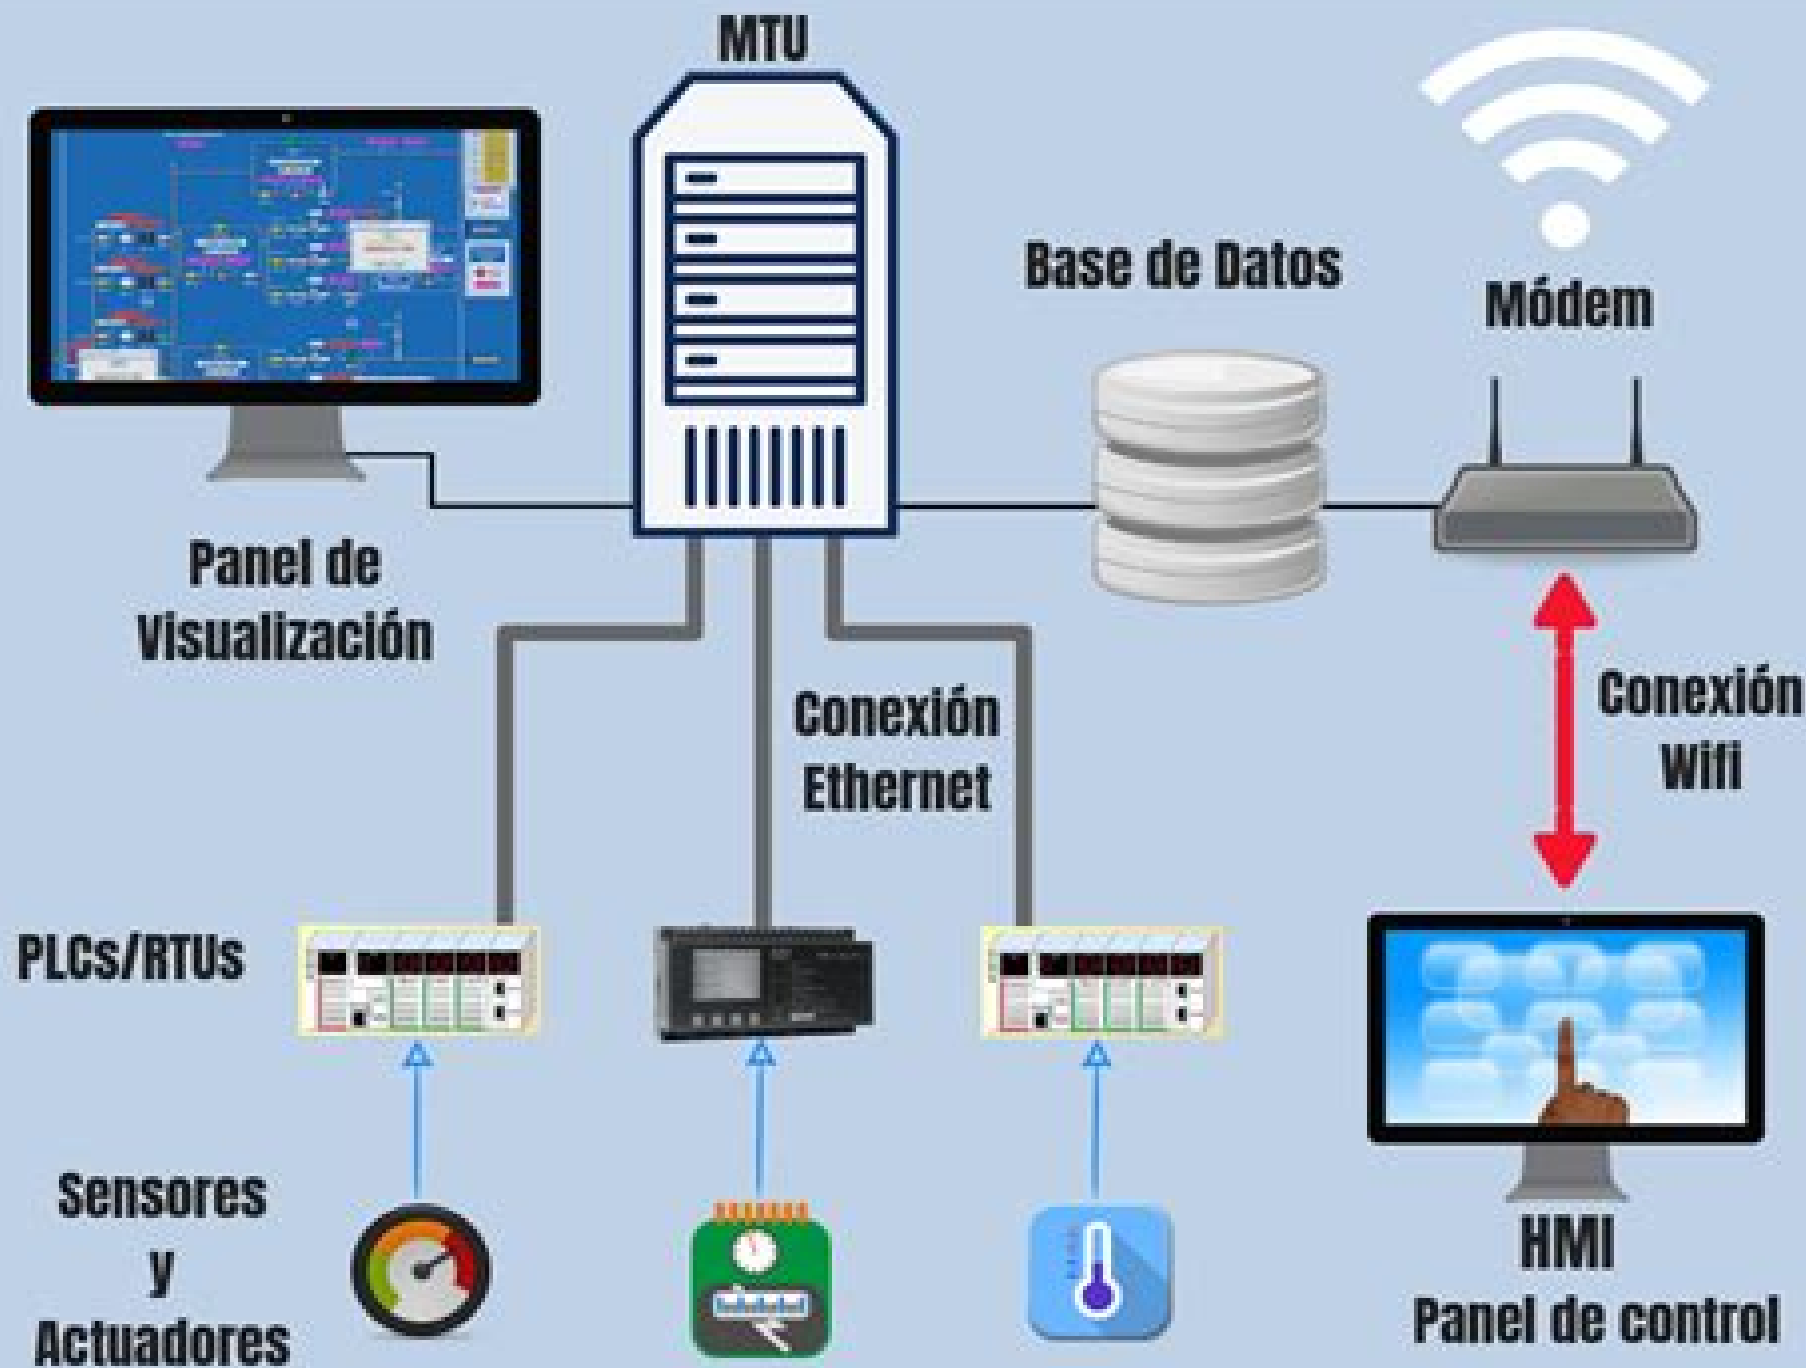 MTU
Base de Datos
Módem
Panel de
Visualización
Conexión
Ethernet
Conexión
Wifi
PLCs/RTUs
Sensores
y
Actuadores
HMI
Panel de control